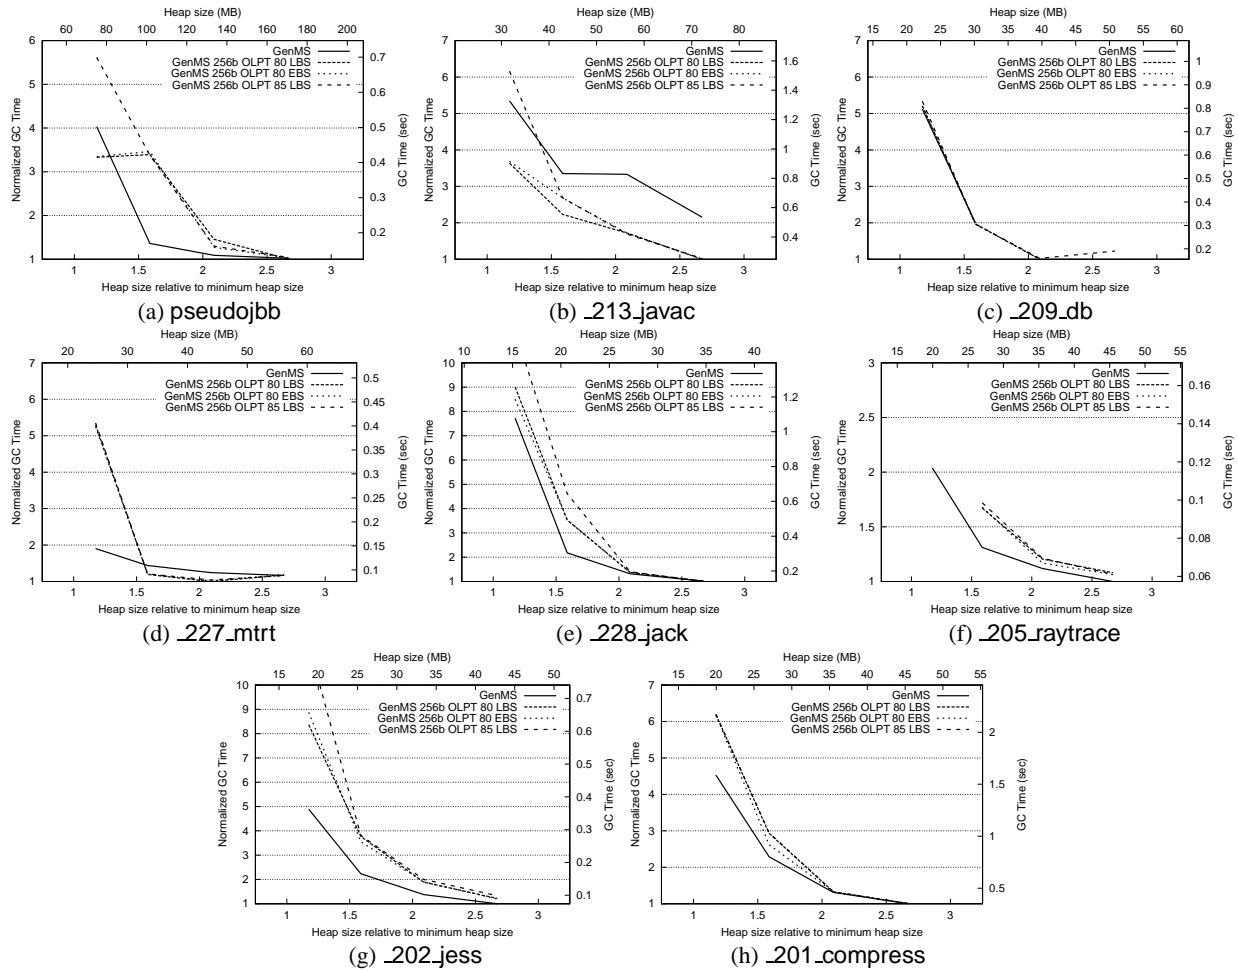 Heap size (MB)
60 80 100 120 140 160 180 200
6
5
4
3
2
1
Normalized GC Time
0.7
0.6
0.5
0.4
0.3
0.2
GC Time (sec)
GenMS
GenMS 256b OLPT 80 LBS
GenMS 256b OLPT 80 EBS
GenMS 256b OLPT 85 LBS
1 1.5 2 2.5 3
Heap size relative to minimum heap size
(a) pseudojbb
Heap size (MB)
30 40 50 60 70 80
7
6
5
4
3
2
1
Normalized GC Time
1.6
1.4
1.2
1
0.8
0.6
0.4
GC Time (sec)
GenMS
GenMS 256b OLPT 80 LBS
GenMS 256b OLPT 80 EBS
GenMS 256b OLPT 85 LBS
1 1.5 2 2.5 3
Heap size relative to minimum heap size
(b) _213_javac
Heap size (MB)
20 25 30 35 40 45 50 55 60
7
6
5
4
3
2
1
Normalized GC Time
1
0.9
0.8
0.7
0.6
0.5
0.4
0.3
0.2
GC Time (sec)
GenMS
GenMS 256b OLPT 80 LBS
GenMS 256b OLPT 80 EBS
GenMS 256b OLPT 85 LBS
1 1.5 2 2.5 3
Heap size relative to minimum heap size
(c) _209_db
Heap size (MB)
20 30 40 50 60
7
6
5
4
3
2
1
Normalized GC Time
0.5
0.45
0.4
0.35
0.3
0.25
0.2
0.15
0.1
GC Time (sec)
GenMS
GenMS 256b OLPT 80 LBS
GenMS 256b OLPT 80 EBS
GenMS 256b OLPT 85 LBS
1 1.5 2 2.5 3
Heap size relative to minimum heap size
(d) _227_mtrt
Heap size (MB)
10 15 20 25 30 35 40
10
9
8
7
6
5
4
3
2
1
Normalized GC Time
1.2
1
0.8
0.6
0.4
0.2
GC Time (sec)
GenMS
GenMS 256b OLPT 80 LBS
GenMS 256b OLPT 80 EBS
GenMS 256b OLPT 85 LBS
1 1.5 2 2.5 3
Heap size relative to minimum heap size
(e) _228_jack
Heap size (MB)
15 20 25 30 35 40 45 50 55
3
2.5
2
1.5
1
Normalized GC Time
0.16
0.14
0.12
0.1
0.08
0.06
GC Time (sec)
GenMS
GenMS 256b OLPT 80 LBS
GenMS 256b OLPT 80 EBS
GenMS 256b OLPT 85 LBS
1 1.5 2 2.5 3
Heap size relative to minimum heap size
(f) _205_raytrace
Heap size (MB)
15 20 25 30 35 40 45 50
10
9
8
7
6
5
4
3
2
1
Normalized GC Time
0.7
0.6
0.5
0.4
0.3
0.2
0.1
GC Time (sec)
GenMS
GenMS 256b OLPT 80 LBS
GenMS 256b OLPT 80 EBS
GenMS 256b OLPT 85 LBS
1 1.5 2 2.5 3
Heap size relative to minimum heap size
(g) _202_jess
Heap size (MB)
15 20 25 30 35 40 45 50 55
7
6
5
4
3
2
1
Normalized GC Time
2
1.5
1
0.5
GC Time (sec)
GenMS
GenMS 256b OLPT 80 LBS
GenMS 256b OLPT 80 EBS
GenMS 256b OLPT 85 LBS
1 1.5 2 2.5 3
Heap size relative to minimum heap size
(h) _201_compress